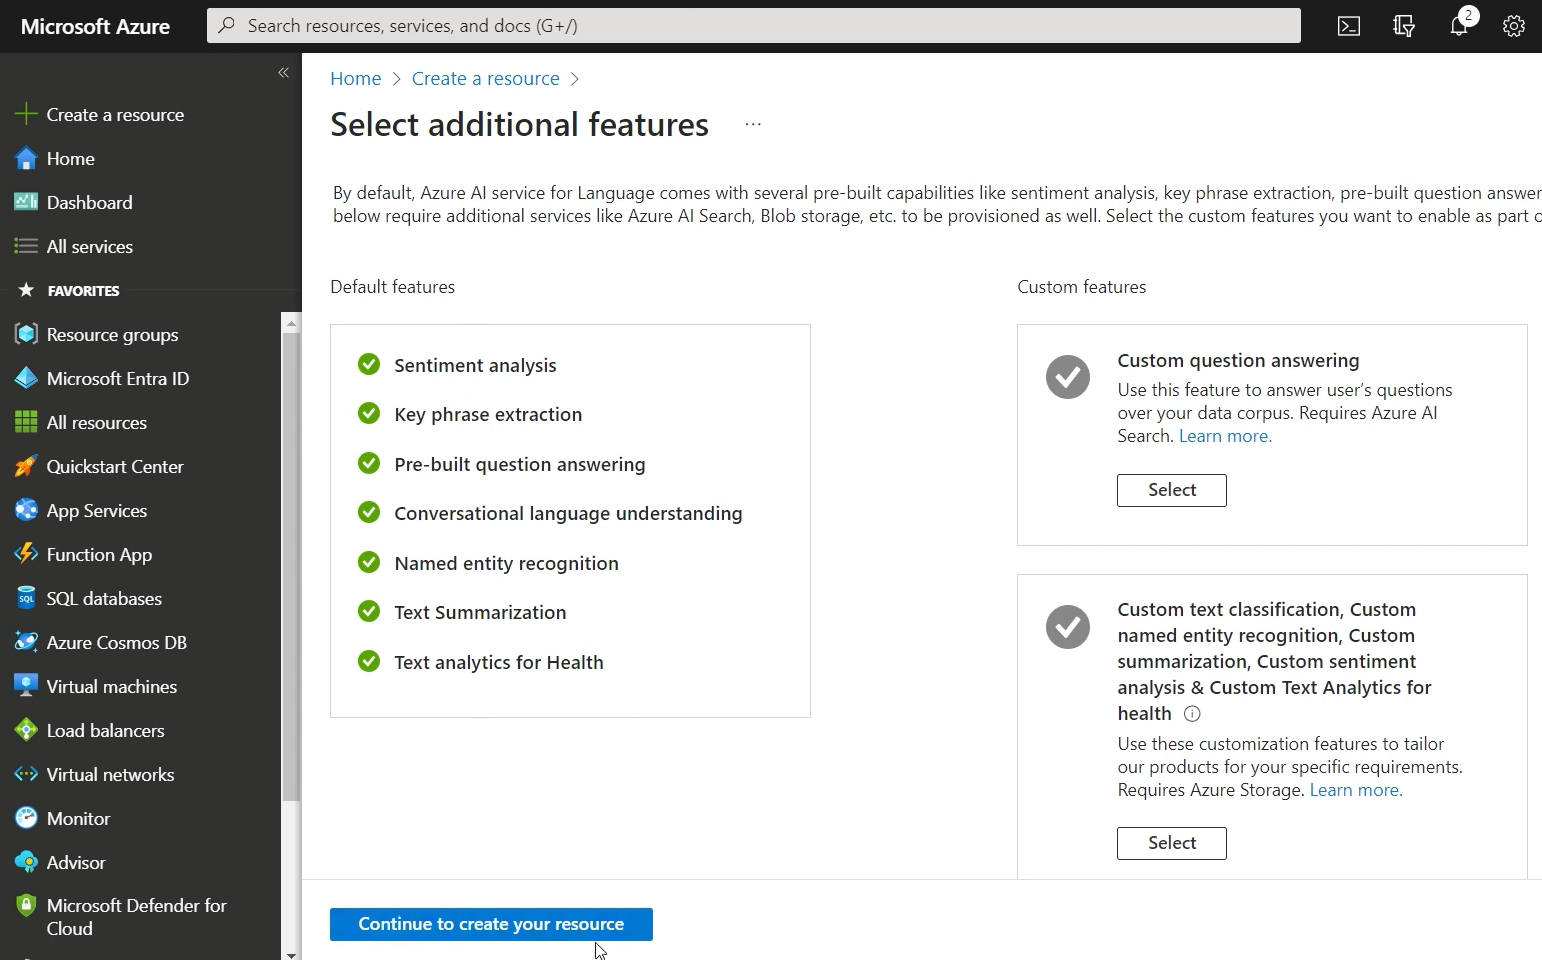 Microsoft Azure
Search resources, services, and docs (G+/)
2
Create a resource
Home
Dashboard
All services
FAVORITES
Resource groups
Microsoft Entra ID
All resources
Quickstart Center
App Services
Function App
SQL
SQL databases
Azure Cosmos DB
Virtual machines
Load balancers
Virtual networks
Monitor
Advisor
Microsoft Defender for
Cloud
Home > Create a resource >
Select additional features ...
By default, Azure AI service for Language comes with several pre-built capabilities like sentiment analysis, key phrase extraction, pre-built question answer
below require additional services like Azure AI Search, Blob storage, etc. to be provisioned as well. Select the custom features you want to enable as part
Default features
Sentiment analysis
Key phrase extraction
Pre-built question answering
Conversational language understanding
Named entity recognition
Text Summarization
Text analytics for Health
Custom features
Custom question answering
Use this feature to answer user's questions
over your data corpus. Requires Azure AI
Search. Learn more.
Select
Custom text classification, Custom
named entity recognition, Custom
summarization, Custom sentiment
analysis & Custom Text Analytics for
health
Use these customization features to tailor
our products for your specific requirements.
Requires Azure Storage. Learn more.
Select
Continue to create your resource